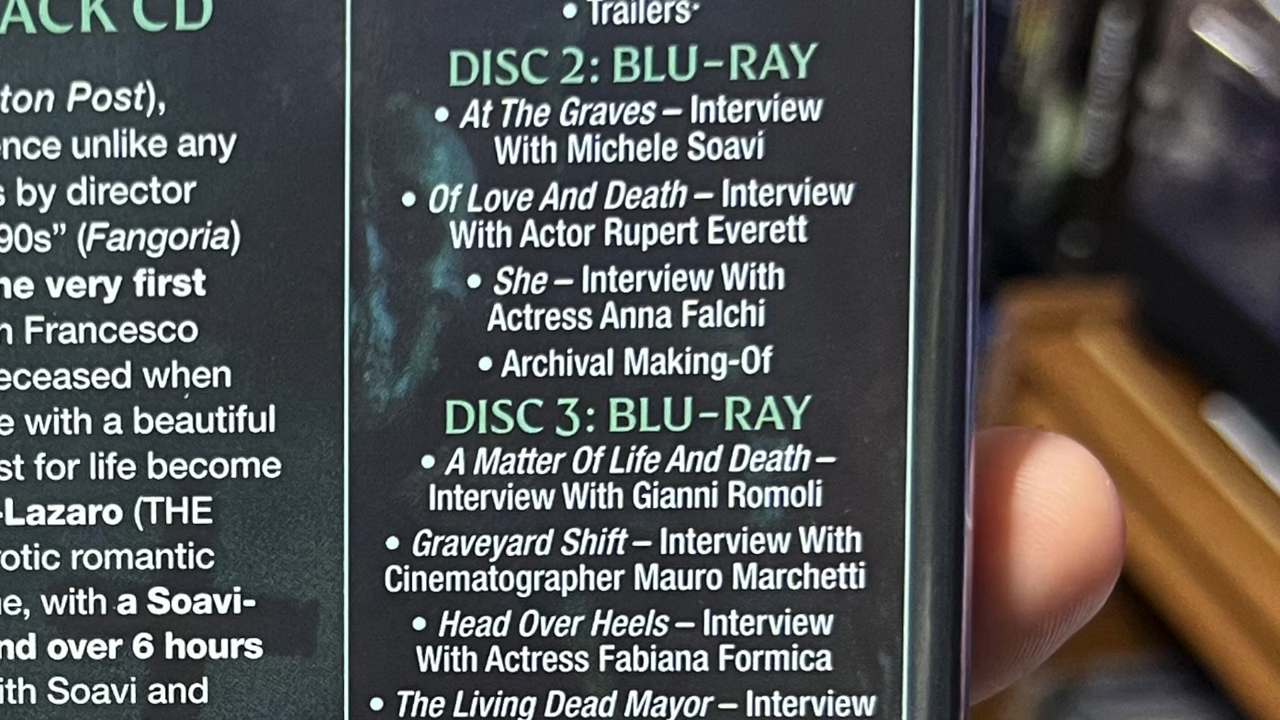 ACK CD
ton Post),
ence unlike any
s by director
90s” (Fangoria)
he very first
n Francesco
eceased when
e with a beautiful
st for life become
-Lazaro (THE
rotic romantic
e, with a Soavi-
nd over 6 hours
ith Soavi and
• Trailers
DISC 2: BLU-RAY
• At The Graves – Interview
With Michele Soavi
• Of Love And Death – Interview
With Actor Rupert Everett
• She – Interview With
Actress Anna Falchi
• Archival Making-Of
DISC 3: BLU-RAY
• A Matter Of Life And Death –
Interview With Gianni Romoli
• Graveyard Shift – Interview With
Cinematographer Mauro Marchetti
• Head Over Heels – Interview
With Actress Fabiana Formica
• The Living Dead Mayor – Interview